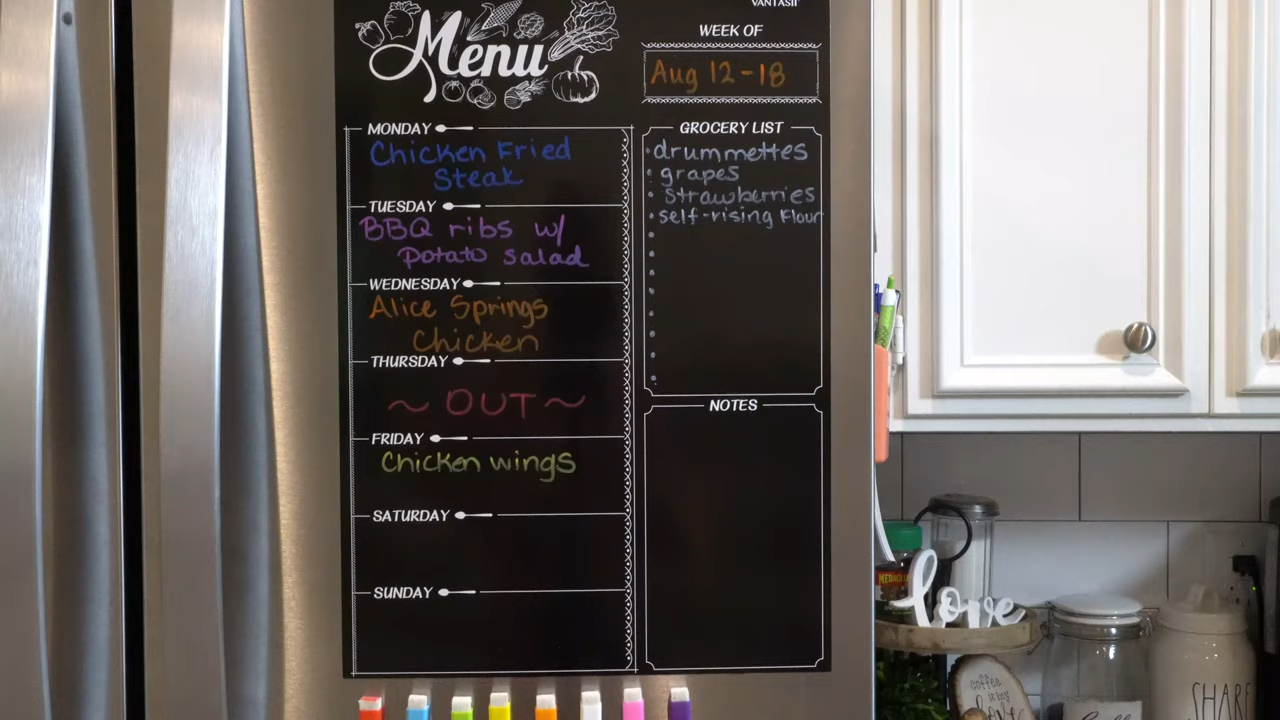 VANTASII
Menu
WEEK OF
Aug 12-18
MONDAY
Chicken Fried
Steak
TUESDAY
BBQ ribs w/
potato salad
WEDNESDAY
Alice Springs
Chicken
THURSDAY
~ OUT ~
FRIDAY
Chicken wings
SATURDAY
SUNDAY
GROCERY LIST
• drummettes
• grapes
• strawberries
• self-rising Flour
NOTES
love
coffee
SHARE